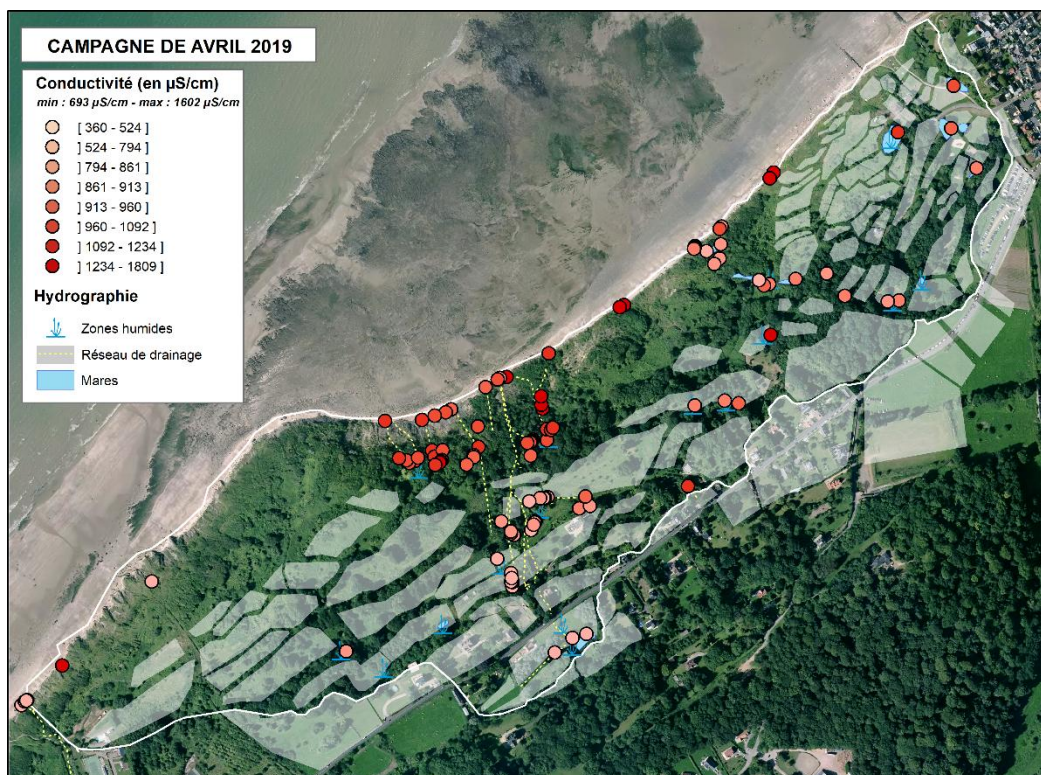 CAMPAGNE DE AVRIL 2019
Conductivité (en µS/cm)
min : 693 µS/cm - max : 1602 µS/cm
[ 360 - 524 ]
] 524 - 794 ]
] 794 - 861 ]
] 861 - 913 ]
] 913 - 960 ]
] 960 - 1092 ]
] 1092 - 1234 ]
] 1234 - 1809 ]
Hydrographie
Zones humides
Réseau de drainage
Mares